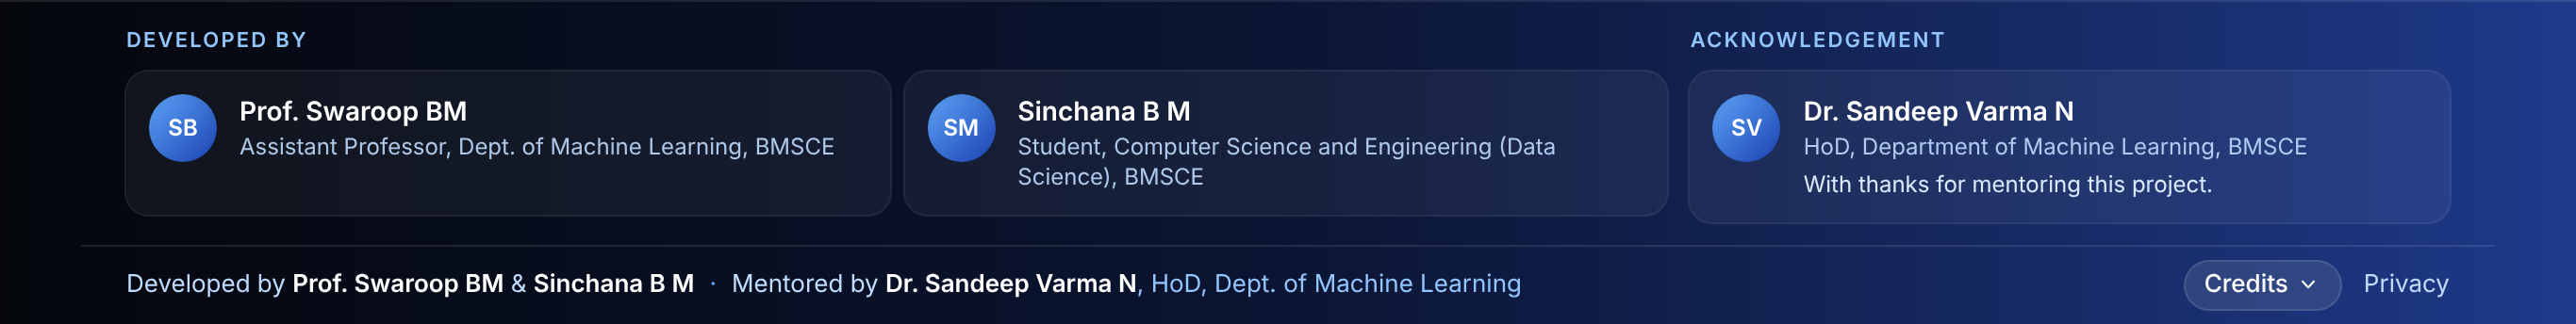 DEVELOPED BY
SB
Prof. Swaroop BM
Assistant Professor, Dept. of Machine Learning, BMSCE
SM
Sinchana B M
Student, Computer Science and Engineering (Data
Science), BMSCE
ACKNOWLEDGEMENT
SV
Dr. Sandeep Varma N
HoD, Department of Machine Learning, BMSCE
With thanks for mentoring this project.
Developed by Prof. Swaroop BM & Sinchana B M · Mentored by Dr. Sandeep Varma N, HoD, Dept. of Machine Learning
Credits
Privacy